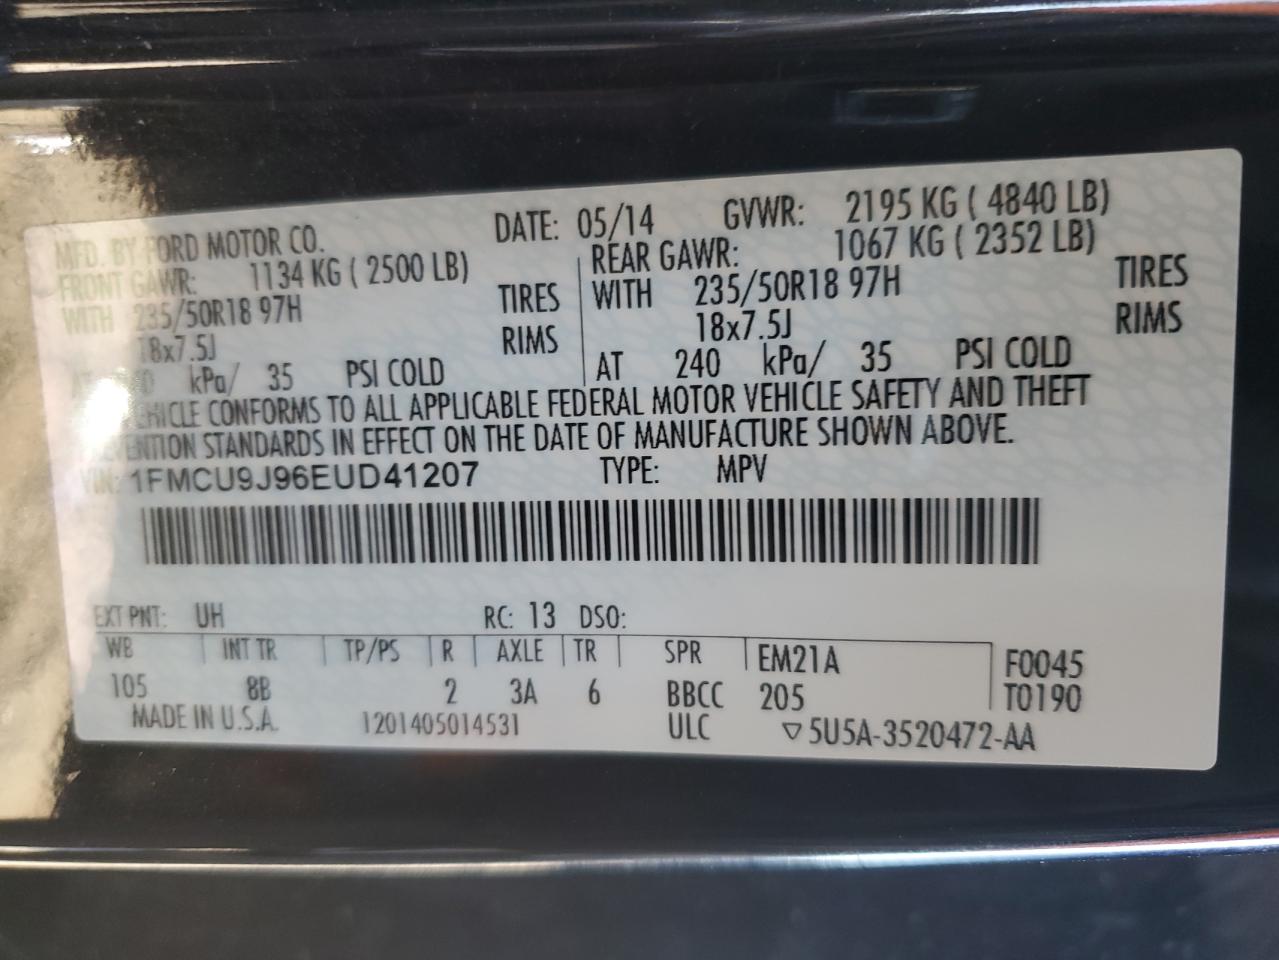 MFD. BY FORD MOTOR CO. DATE: 05/14 GVWR: 2195 KG ( 4840 LB)
FRONT GAWR: 1134 KG ( 2500 LB) REAR GAWR: 1067 KG ( 2352 LB)
WITH 235/50R18 97H TIRES WITH 235/50R18 97H TIRES
18x7.5J RIMS 18x7.5J RIMS
kPa/ 35 PSI COLD AT 240 kPa/ 35 PSI COLD
VEHICLE CONFORMS TO ALL APPLICABLE FEDERAL MOTOR VEHICLE SAFETY AND THEFT
PREVENTION STANDARDS IN EFFECT ON THE DATE OF MANUFACTURE SHOWN ABOVE.
VIN: 1FMCU9J96EUD41207 TYPE: MPV
EXT PNT: UH RC: 13 DSO:
WB INT TR TP/PS R AXLE TR SPR EM21A F0045
105 8B 2 3A 6 BBCC 205 T0190
MADE IN U.S.A. 1201405014531 ULC ▽5U5A-3520472-AA